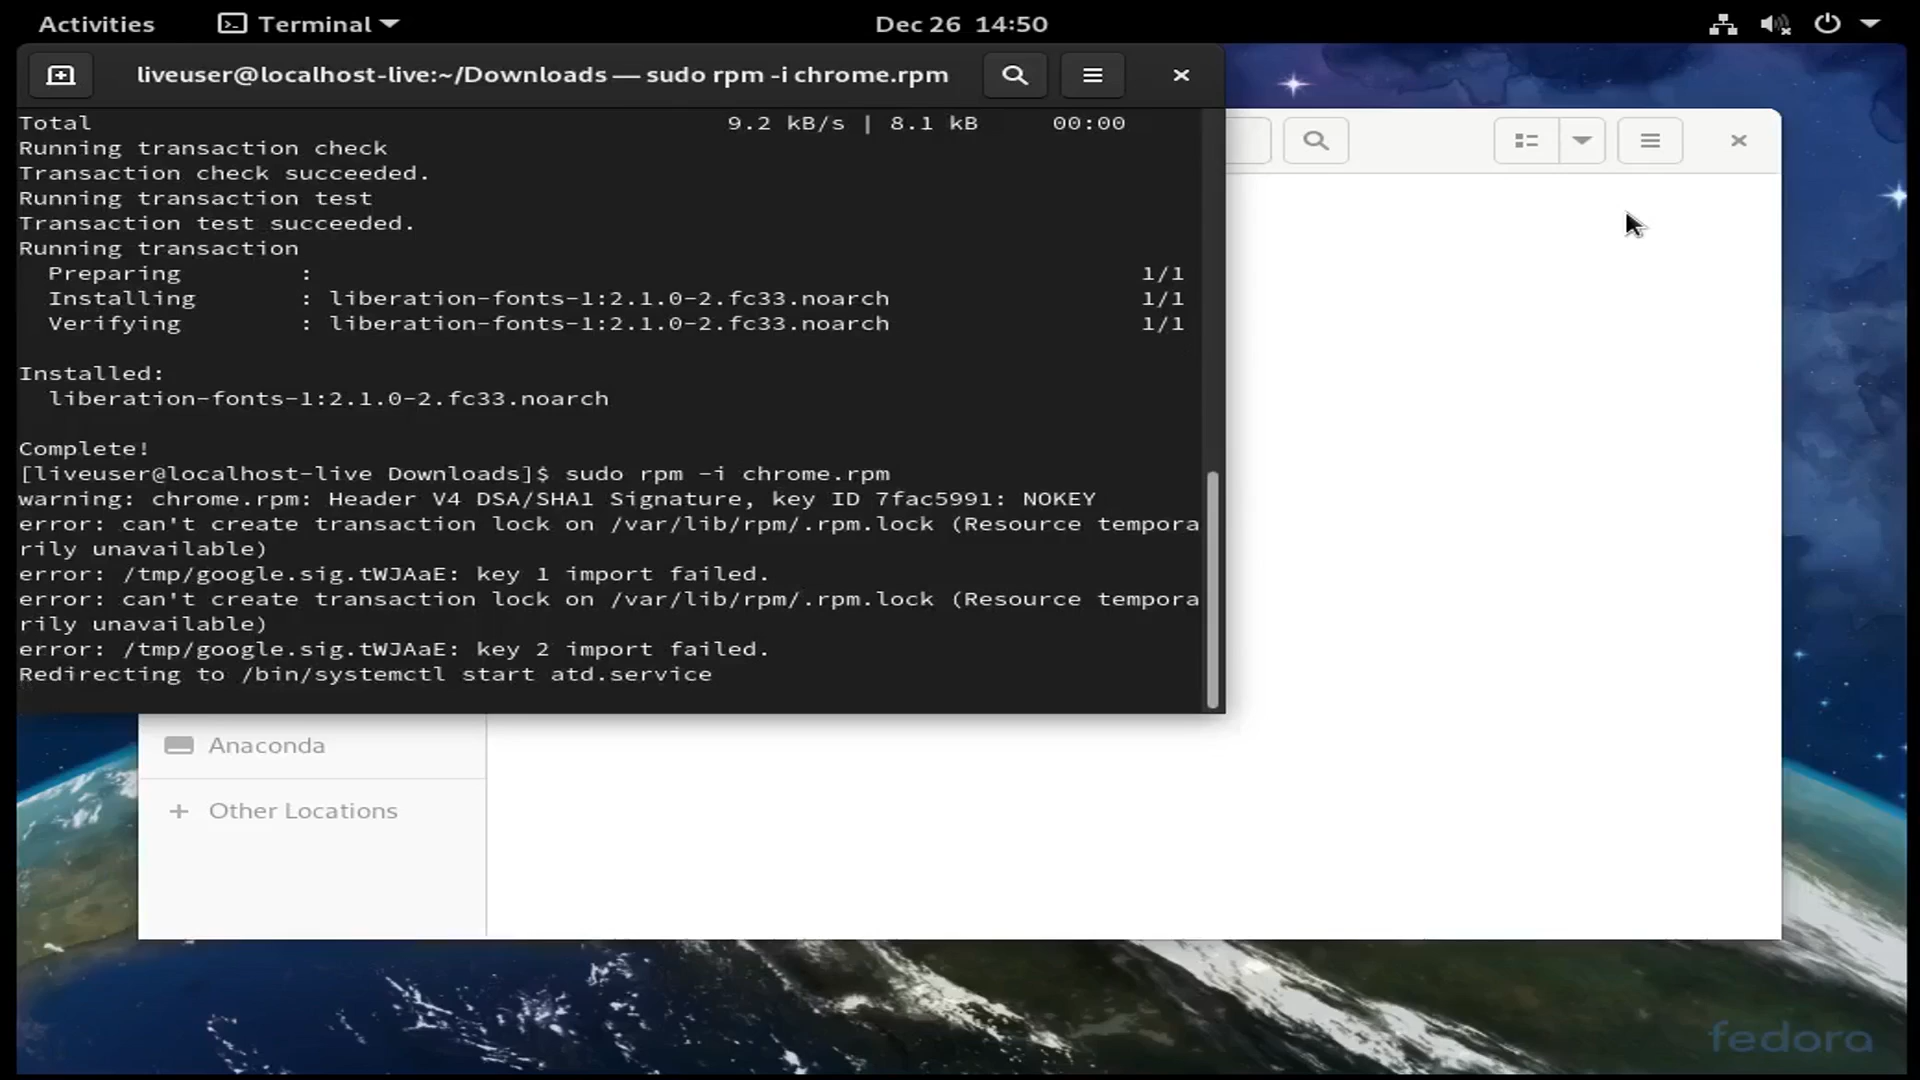 Activities
Terminal
Dec 26 14:50
liveuser@localhost-live:~/Downloads — sudo rpm -i chrome.rpm
Total 9.2 kB/s | 8.1 kB 00:00
Running transaction check
Transaction check succeeded.
Running transaction test
Transaction test succeeded.
Running transaction
Preparing : 1/1
Installing : liberation-fonts-1:2.1.0-2.fc33.noarch 1/1
Verifying : liberation-fonts-1:2.1.0-2.fc33.noarch 1/1
Installed:
liberation-fonts-1:2.1.0-2.fc33.noarch
Complete!
[liveuser@localhost-live Downloads]$ sudo rpm -i chrome.rpm
warning: chrome.rpm: Header V4 DSA/SHA1 Signature, key ID 7fac5991: NOKEY
error: can't create transaction lock on /var/lib/rpm/.rpm.lock (Resource tempora
rily unavailable)
error: /tmp/google.sig.tWJAaE: key 1 import failed.
error: can't create transaction lock on /var/lib/rpm/.rpm.lock (Resource tempora
rily unavailable)
error: /tmp/google.sig.tWJAaE: key 2 import failed.
Redirecting to /bin/systemctl start atd.service
Anaconda
+ Other Locations
fedora